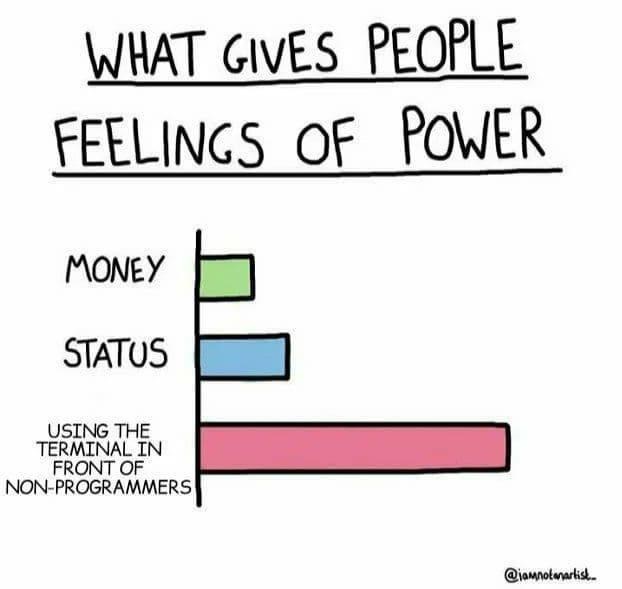 WHAT GIVES PEOPLE
FEELINGS OF POWER
MONEY
STATUS
USING THE
TERMINAL IN
FRONT OF
NON-PROGRAMMERS
@iamnotanartist_